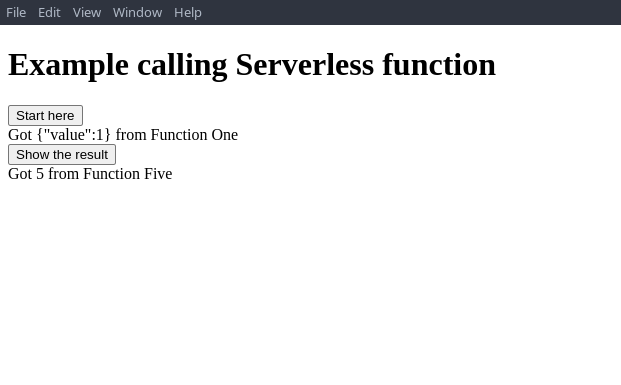 File Edit View Window Help
Example calling Serverless function
Start here
Got {"value":1} from Function One
Show the result
Got 5 from Function Five